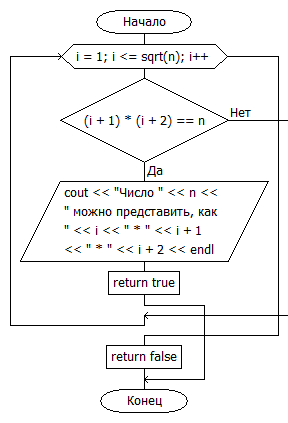 Начало
i = 1; i <= sqrt(n); i++
(i + 1) * (i + 2) == n
Нет
Да
cout << "Число " << n <<
" можно представить, как
" << i << " * " << i + 1
<< " * " << i + 2 << endl
return true
return false
Конец